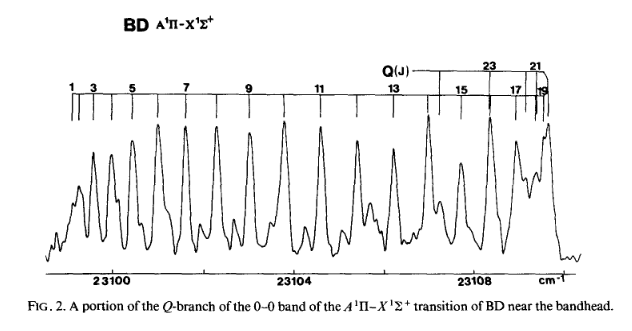 BD A¹Π–X¹Σ⁺
Q(J) 23 21
1 3 5 7 9 11 13 15 17 19
23100 23104 23108 cm⁻¹
FIG. 2. A portion of the Q-branch of the 0–0 band of the A¹Π–X¹Σ⁺ transition of BD near the bandhead.